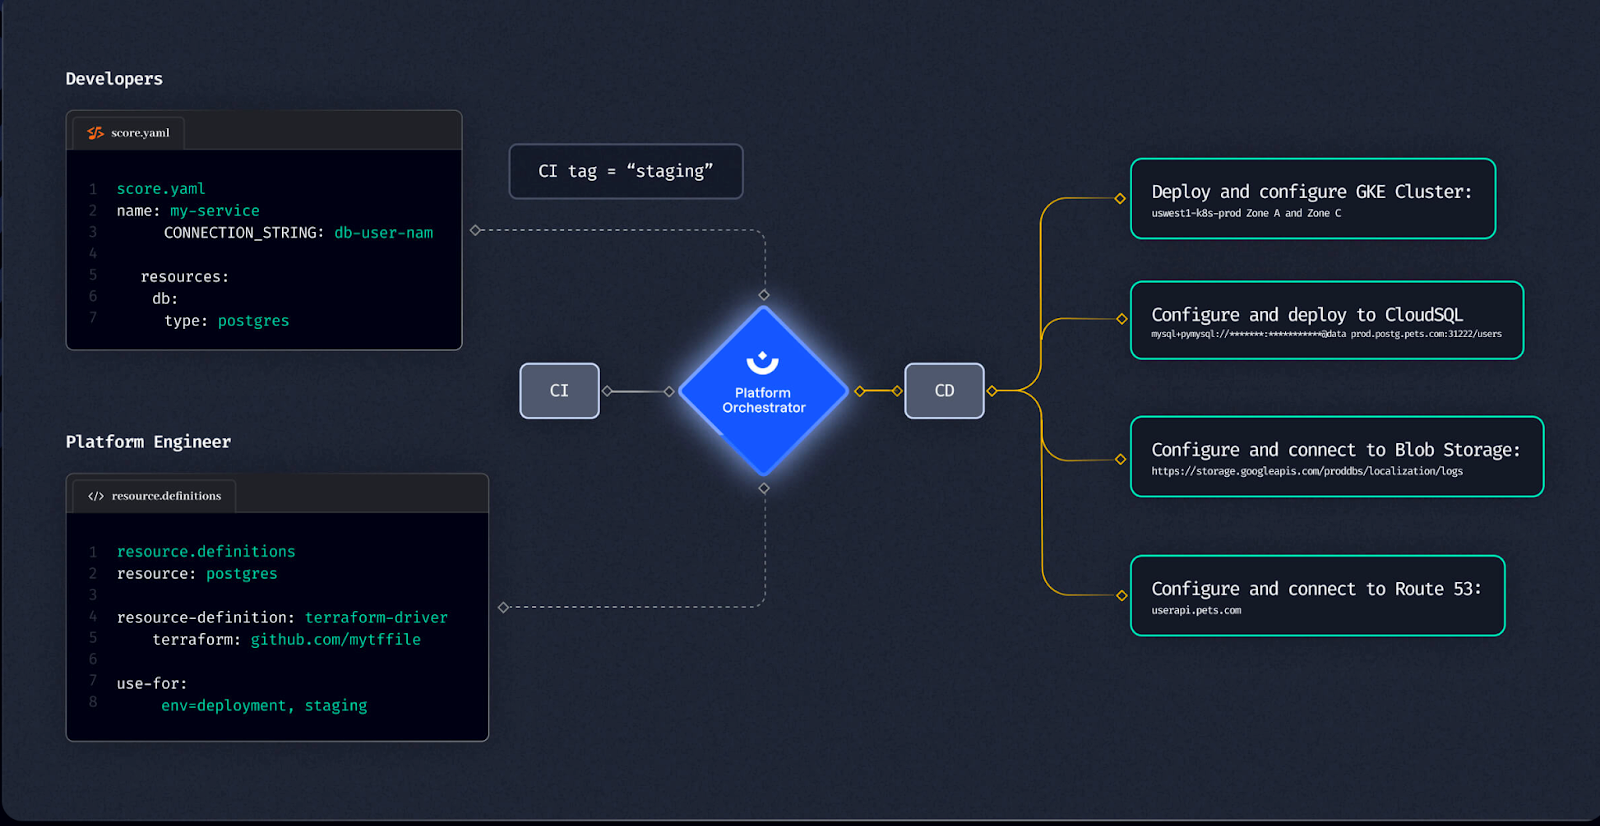 Developers
score.yaml
1 score.yaml
2 name: my-service
3 CONNECTION_STRING: db-user-nam
4
5 resources:
6 db:
7 type: postgres
CI tag = “staging”
CI
Platform
Orchestrator
CD
Deploy and configure GKE Cluster:
uswest1-k8s-prod Zone A and Zone C
Configure and deploy to CloudSQL
mysql+pymysql://*******:***********@data prod.postg.pets.com:31222/users
Configure and connect to Blob Storage:
https://storage.googleapis.com/proddbs/localization/logs
Configure and connect to Route 53:
userapi.pets.com
Platform Engineer
</> resource.definitions
1 resource.definitions
2 resource: postgres
3
4 resource-definition: terraform-driver
5 terraform: github.com/mytffile
6
7 use-for:
8 env=deployment, staging